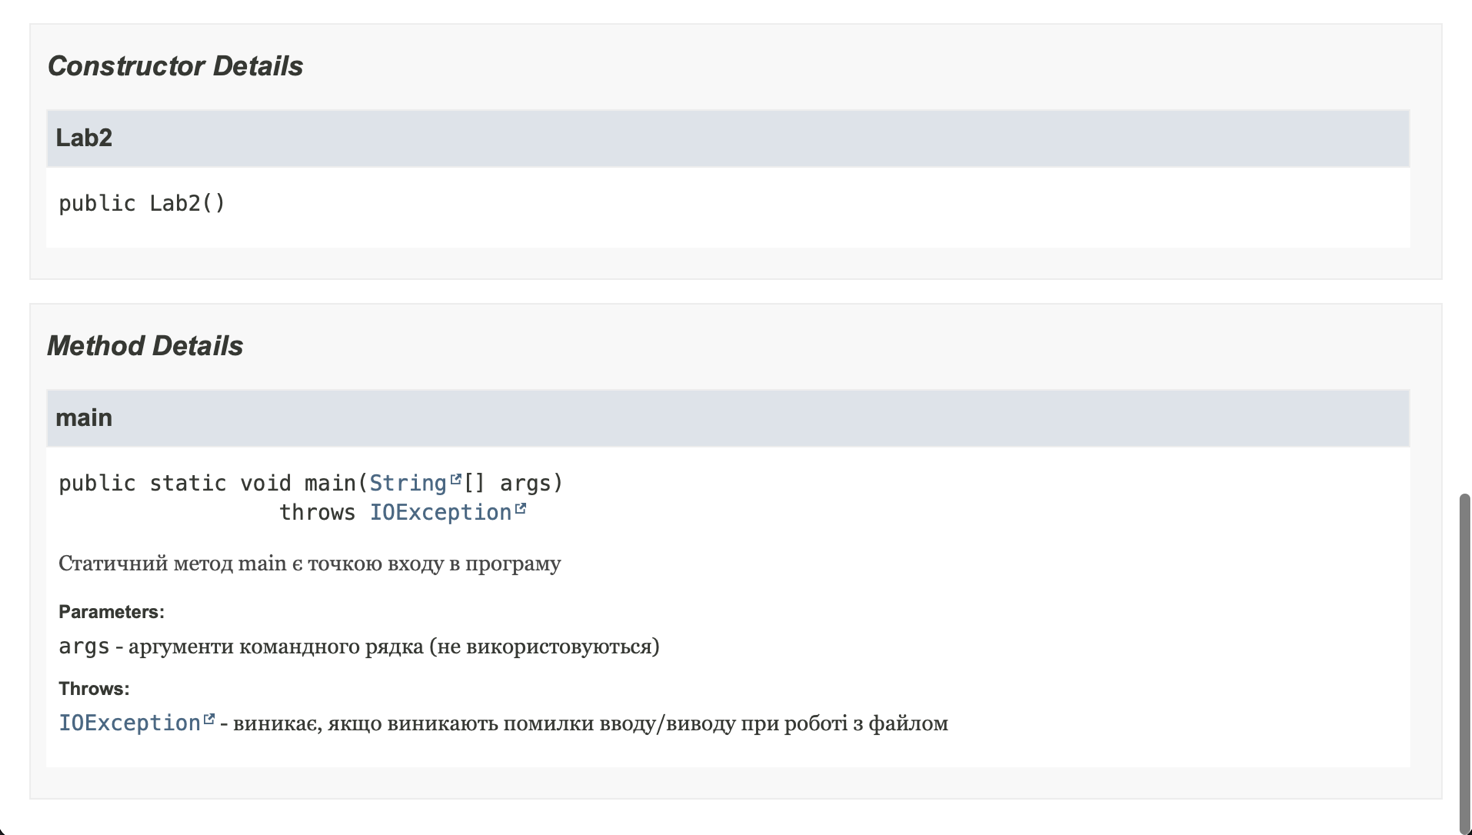 Constructor Details
Lab2
public Lab2()
Method Details
main
public static void main(String[] args)
throws IOException
Статичний метод main є точкою входу в програму
Parameters:
args - аргументи командного рядка (не використовуються)
Throws:
IOException - виникає, якщо виникають помилки вводу/виводу при роботі з файлом